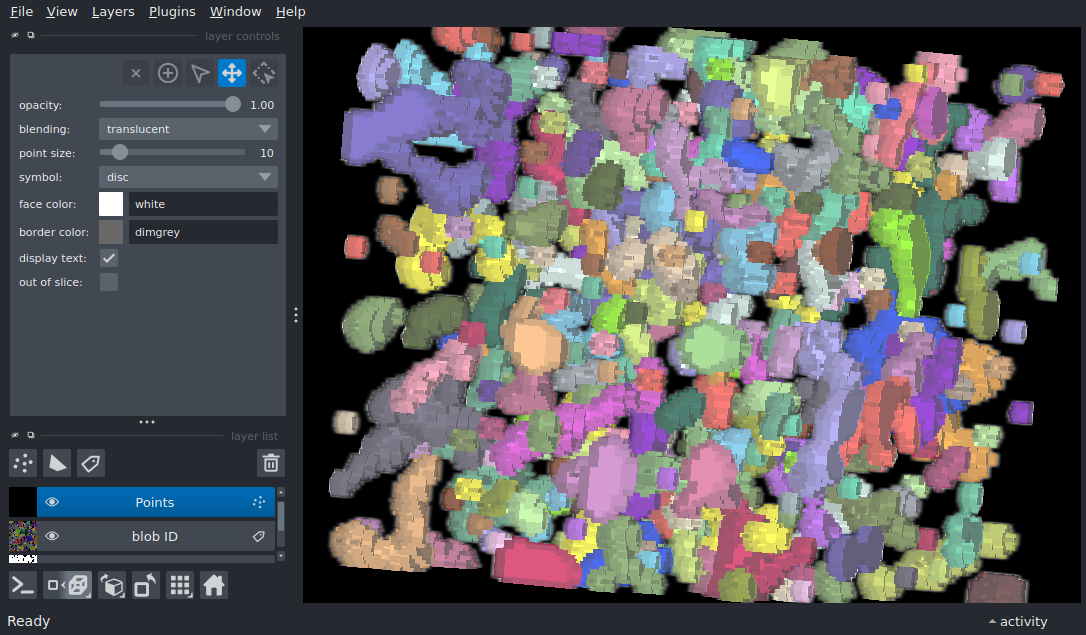 File View Layers Plugins Window Help
layer controls
opacity: 1.00
blending: translucent
point size: 10
symbol: disc
face color: white
border color: dimgrey
display text:
out of slice:
layer list
Points
blob ID
Ready
activity